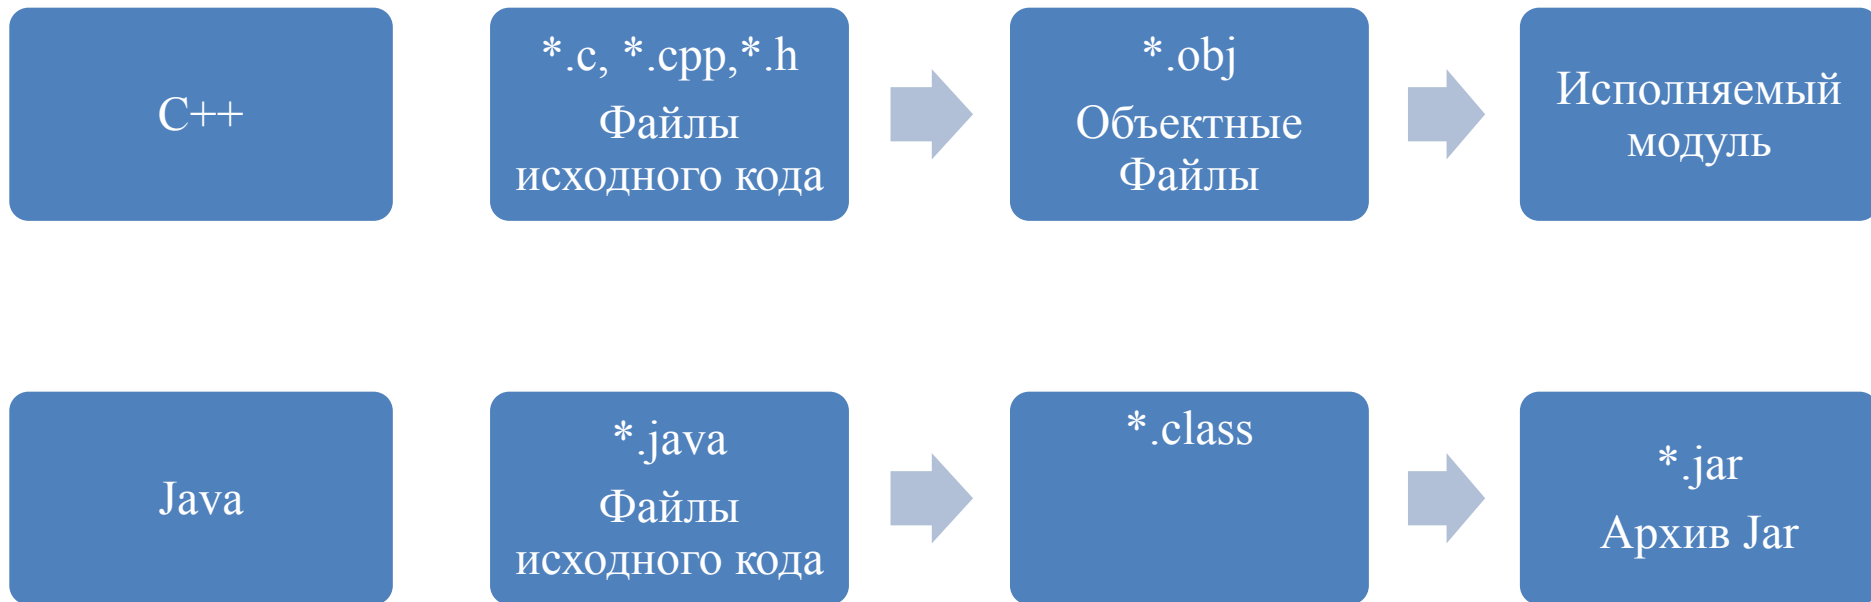 C++
*.c, *.cpp,*.h
Файлы
исходного кода
*.obj
Объектные
Файлы
Исполняемый
модуль
Java
*.java
Файлы
исходного кода
*.class
*.jar
Архив Jar